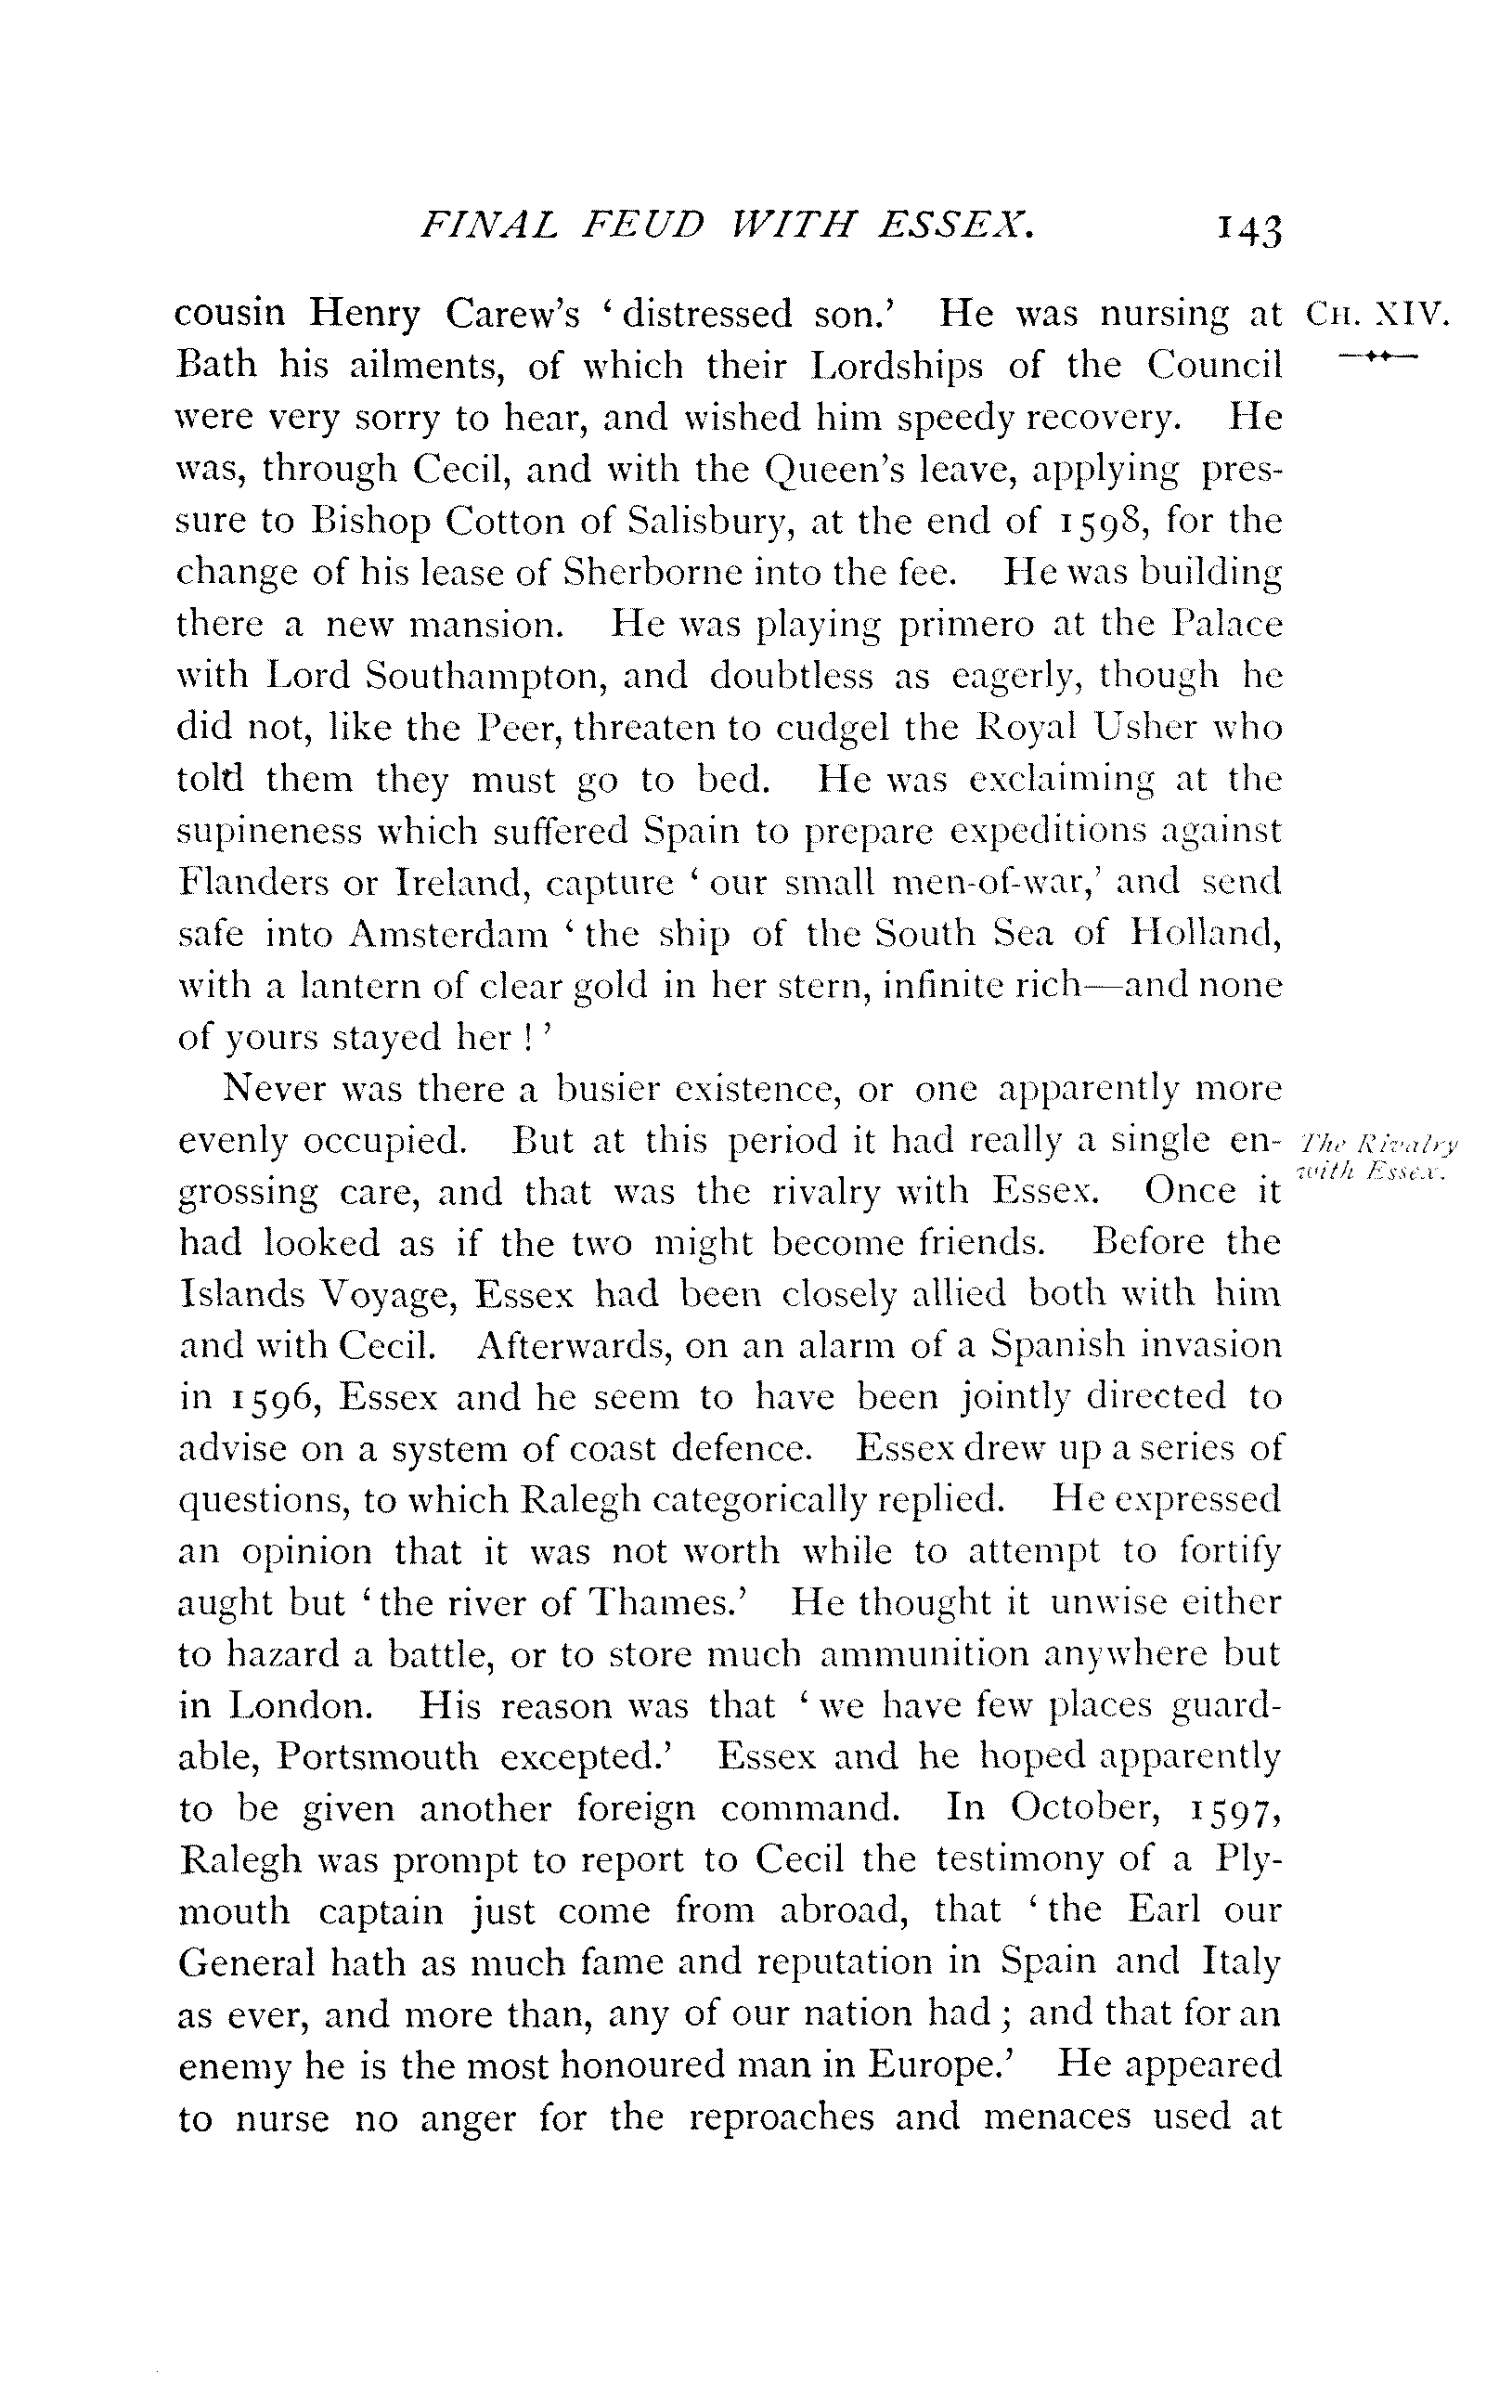 FINAL FEUD WITH ESSEX. 143
cousin Henry Carew's ‘ distressed son.’ He was nursing at CH. XIV.
Bath his ailments, of which their Lordships of the Council
were very sorry to hear, and wished him speedy recovery. He
was, through Cecil, and with the Queen's leave, applying pres-
sure to Bishop Cotton of Salisbury, at the end of 1598, for the
change of his lease of Sherborne into the fee. He was building
there a new mansion. He was playing primero at the Palace
with Lord Southampton, and doubtless as eagerly, though he
did not, like the Peer, threaten to cudgel the Royal Usher who
told them they must go to bed. He was exclaiming at the
supineness which suffered Spain to prepare expeditions against
Flanders or Ireland, capture ‘ our small men-of-war,’ and send
safe into Amsterdam ‘ the ship of the South Sea of Holland,
with a lantern of clear gold in her stern, infinite rich—and none
of yours stayed her ! ’
Never was there a busier existence, or one apparently more
evenly occupied. But at this period it had really a single en- The Rivalry
grossing care, and that was the rivalry with Essex. Once it with Essex.
had looked as if the two might become friends. Before the
Islands Voyage, Essex had been closely allied both with him
and with Cecil. Afterwards, on an alarm of a Spanish invasion
in 1596, Essex and he seem to have been jointly directed to
advise on a system of coast defence. Essex drew up a series of
questions, to which Ralegh categorically replied. He expressed
an opinion that it was not worth while to attempt to fortify
aught but ‘ the river of Thames.’ He thought it unwise either
to hazard a battle, or to store much ammunition anywhere but
in London. His reason was that ‘ we have few places guard-
able, Portsmouth excepted.’ Essex and he hoped apparently
to be given another foreign command. In October, 1597,
Ralegh was prompt to report to Cecil the testimony of a Ply-
mouth captain just come from abroad, that ‘ the Earl our
General hath as much fame and reputation in Spain and Italy
as ever, and more than, any of our nation had ; and that for an
enemy he is the most honoured man in Europe.’ He appeared
to nurse no anger for the reproaches and menaces used at